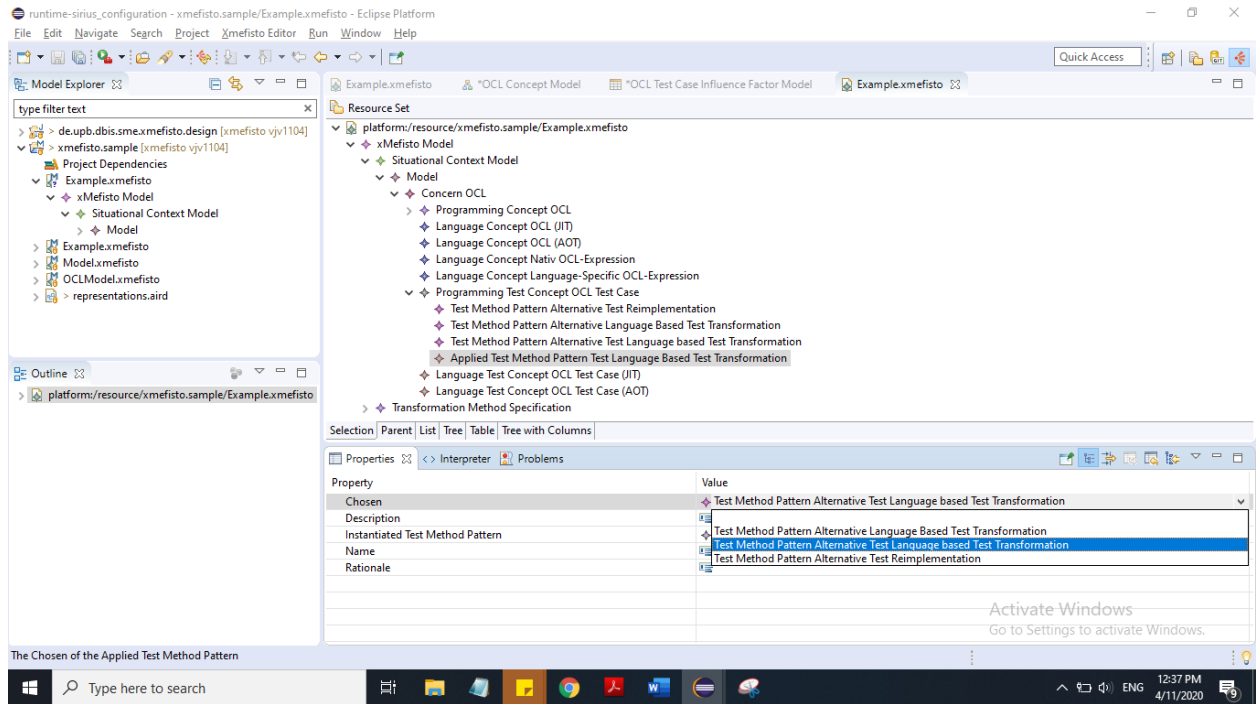 runtime-sirius_configuration - xmefisto.sample/Example.xmefisto - Eclipse Platform
File Edit Navigate Search Project Xmefisto Editor Run Window Help
Quick Access
Model Explorer
type filter text
> de.upb.dbis.sme.xmefisto.design [xmefisto vjv1104]
> xmefisto.sample [xmefisto vjv1104]
Project Dependencies
Example.xmefisto
xMefisto Model
Situational Context Model
Model
Example.xmefisto
Model.xmefisto
OCLModel.xmefisto
> representations.aird
Outline
platform:/resource/xmefisto.sample/Example.xmefisto
Example.xmefisto *OCL Concept Model *OCL Test Case Influence Factor Model Example.xmefisto
Resource Set
platform:/resource/xmefisto.sample/Example.xmefisto
xMefisto Model
Situational Context Model
Model
Concern OCL
Programming Concept OCL
Language Concept OCL (JIT)
Language Concept OCL (AOT)
Language Concept Nativ OCL-Expression
Language Concept Language-Specific OCL-Expression
Programming Test Concept OCL Test Case
Test Method Pattern Alternative Test Reimplementation
Test Method Pattern Alternative Language Based Test Transformation
Test Method Pattern Alternative Test Language based Test Transformation
Applied Test Method Pattern Test Language Based Test Transformation
Language Test Concept OCL Test Case (JIT)
Language Test Concept OCL Test Case (AOT)
Transformation Method Specification
Selection Parent List Tree Table Tree with Columns
Properties Interpreter Problems
Property Value
Chosen Test Method Pattern Alternative Test Language based Test Transformation
Description
Instantiated Test Method Pattern Test Method Pattern Alternative Language Based Test Transformation
Name Test Method Pattern Alternative Test Language based Test Transformation
Rationale Test Method Pattern Alternative Test Reimplementation
Activate Windows
Go to Settings to activate Windows.
The Chosen of the Applied Test Method Pattern
Type here to search
ENG
12:37 PM
4/11/2020
9